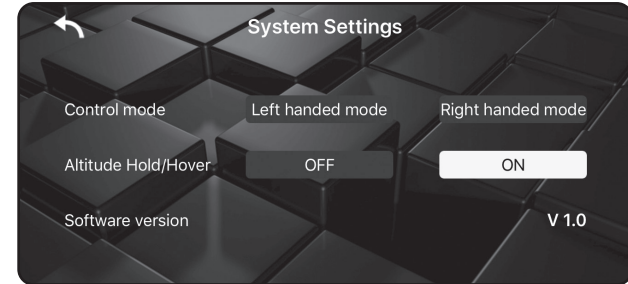 System Settings
Control mode Left handed mode Right handed mode
Altitude Hold/Hover OFF ON
Software version V 1.0